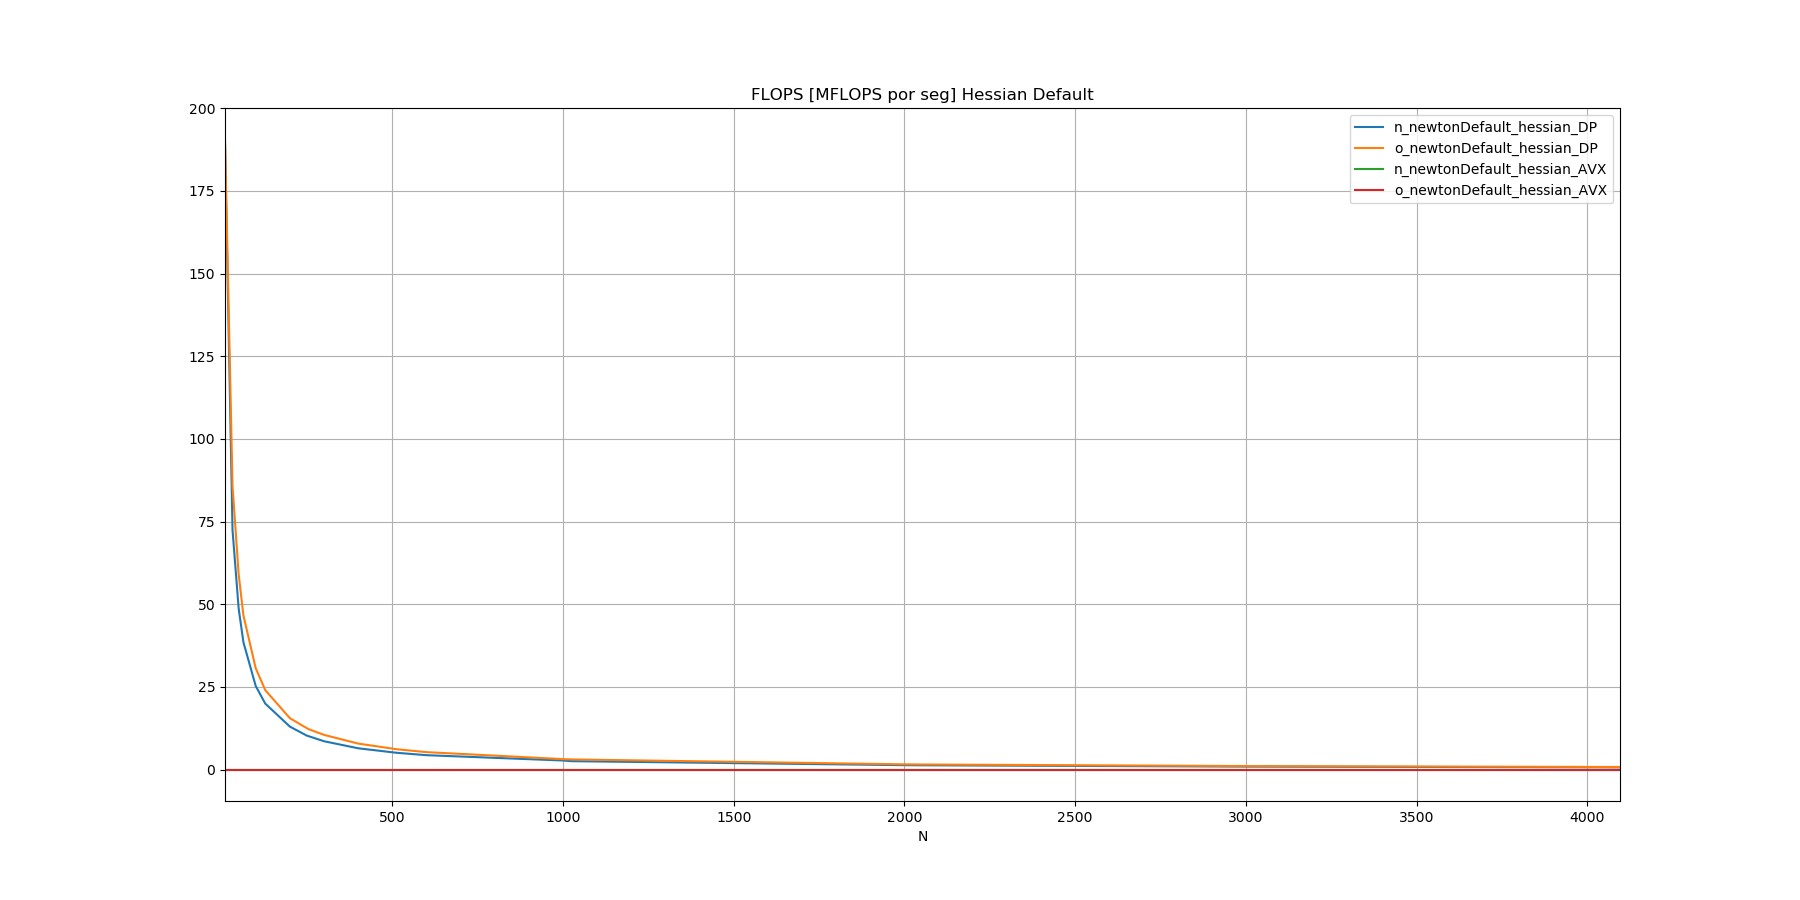 FLOPS [MFLOPS por seg] Hessian Default
n_newtonDefault_hessian_DP
o_newtonDefault_hessian_DP
n_newtonDefault_hessian_AVX
o_newtonDefault_hessian_AVX
200
175
150
125
100
75
50
25
0
500 1000 1500 2000 2500 3000 3500 4000
N